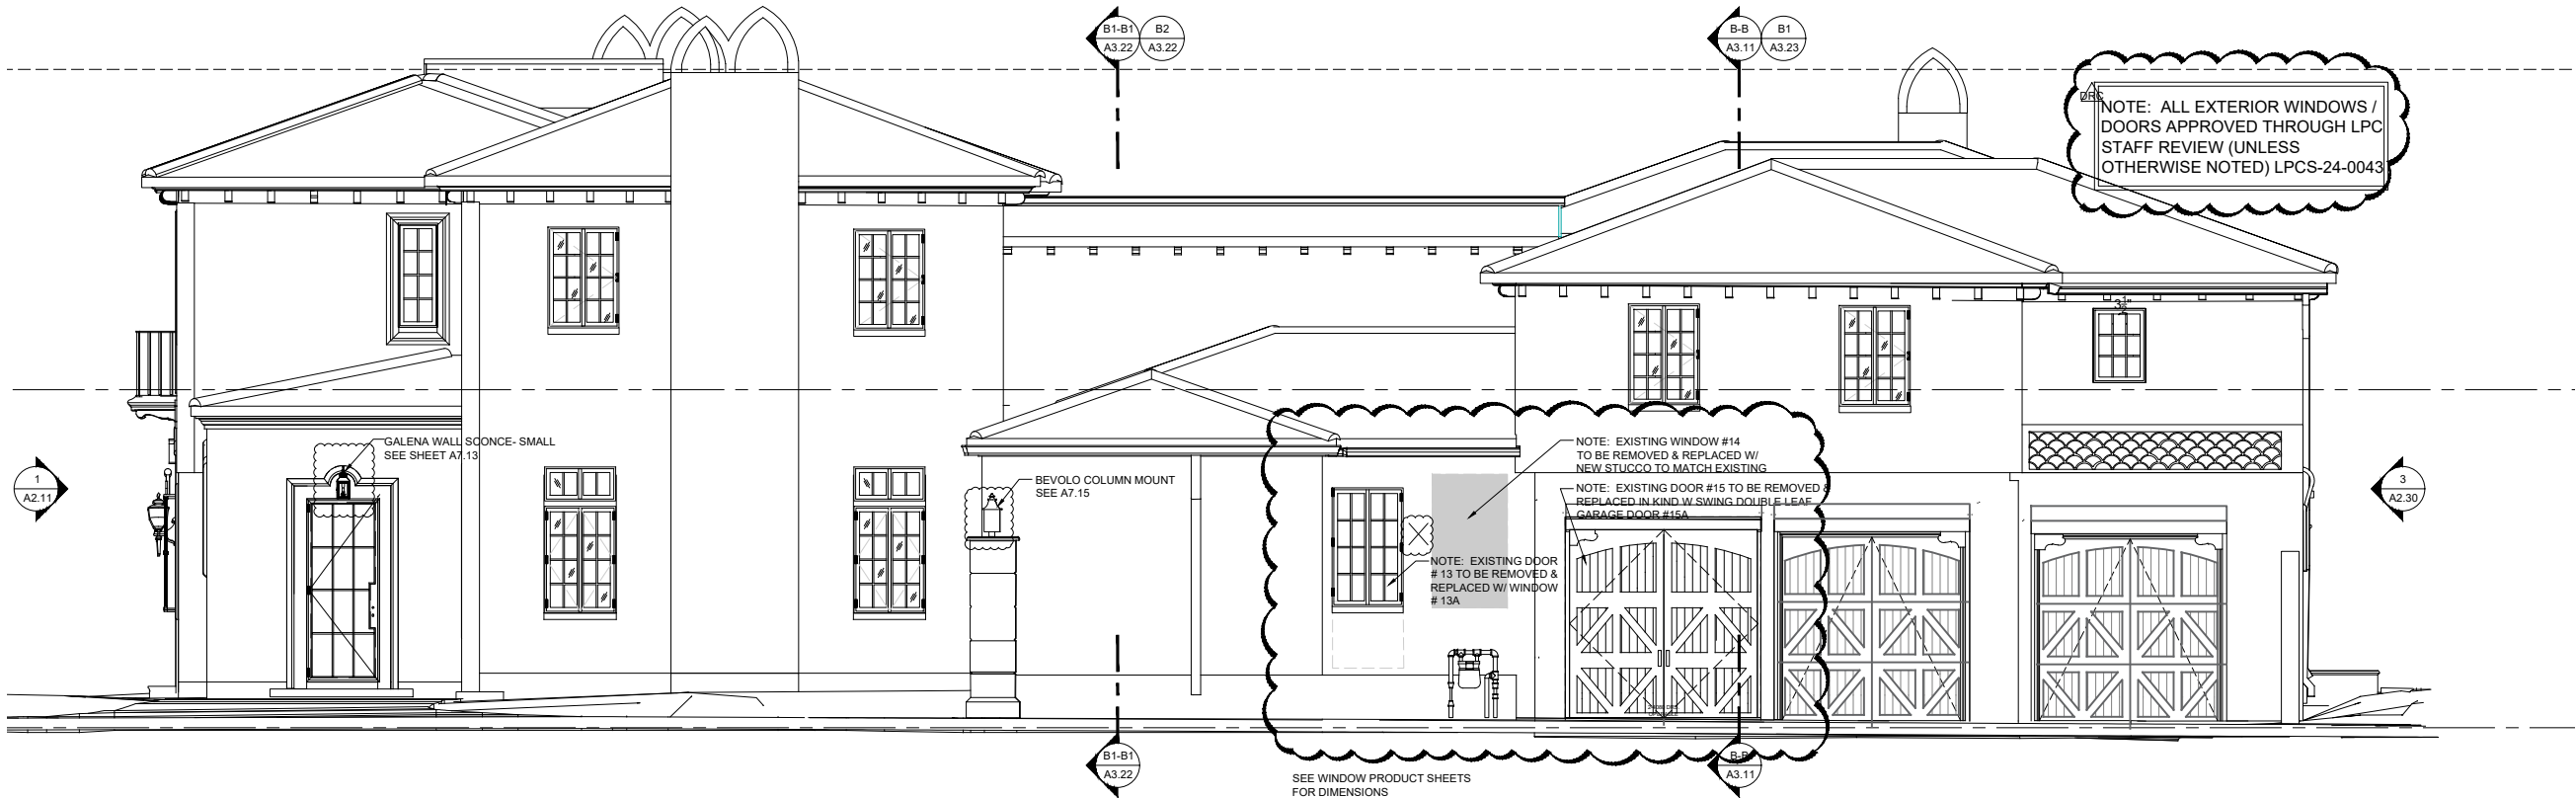 B1-B1
A3.22
B2
A3.22
B-B
A3.11
B1
A3.23
DRC
NOTE: ALL EXTERIOR WINDOWS /
DOORS APPROVED THROUGH LPC
STAFF REVIEW (UNLESS
OTHERWISE NOTED) LPCS-24-0043
3½"
GALENA WALL SCONCE- SMALL
SEE SHEET A7.13
BEVOLO COLUMN MOUNT
SEE A7.15
NOTE: EXISTING WINDOW #14
TO BE REMOVED & REPLACED W/
NEW STUCCO TO MATCH EXISTING
NOTE: EXISTING DOOR #15 TO BE REMOVED &
REPLACED IN KIND W SWING DOUBLE LEAF
GARAGE DOOR #15A
NOTE: EXISTING DOOR
# 13 TO BE REMOVED &
REPLACED W/ WINDOW
# 13A
1
A2.11
3
A2.30
B1-B1
A3.22
B-B
A3.11
SEE WINDOW PRODUCT SHEETS
FOR DIMENSIONS